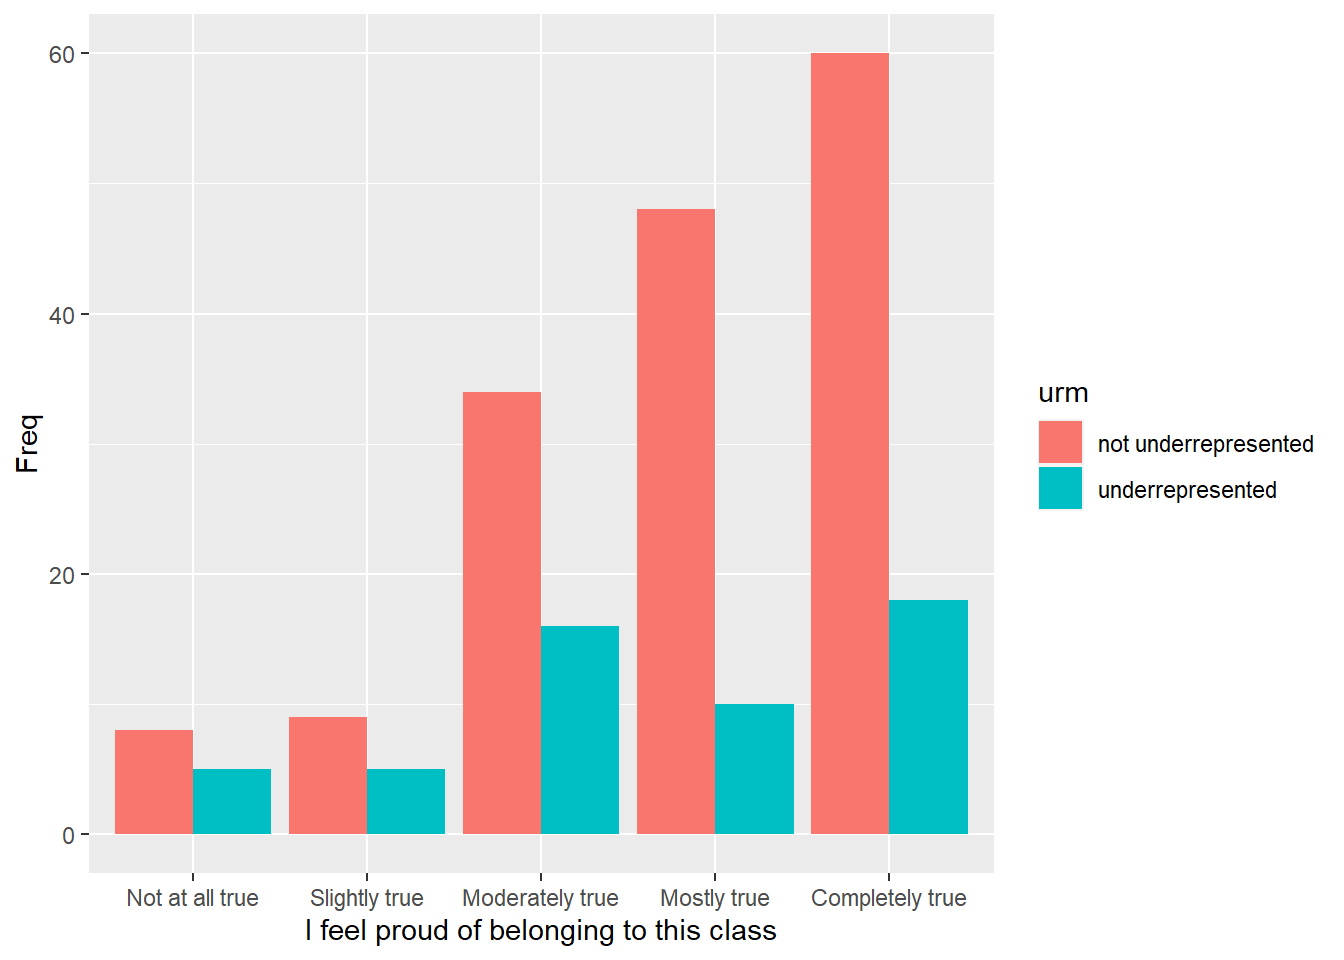 60
40
20
0
Freq
Not at all true
Slightly true
Moderately true
Mostly true
Completely true
I feel proud of belonging to this class
urm
not underrepresented
underrepresented